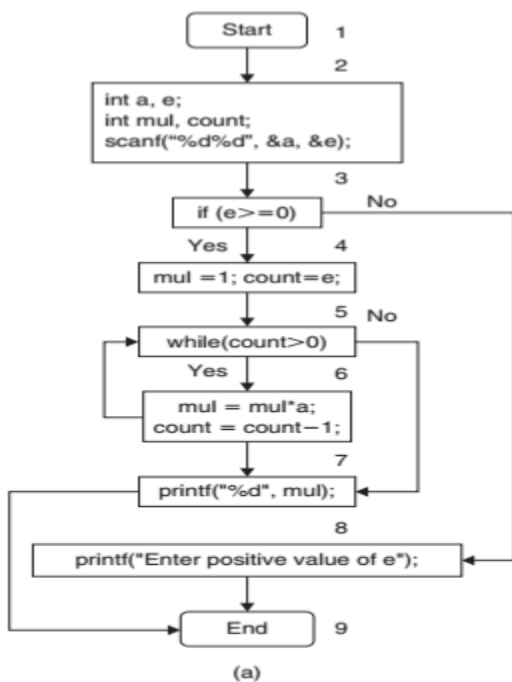 Start 1
2
int a, e;
int mul, count;
scanf("%d%d", &a, &e);
3
if (e>=0) No
Yes 4
mul =1; count=e;
5 No
while(count>0)
Yes 6
mul = mul*a;
count = count−1;
7
printf("%d", mul);
8
printf("Enter positive value of e");
End 9
(a)